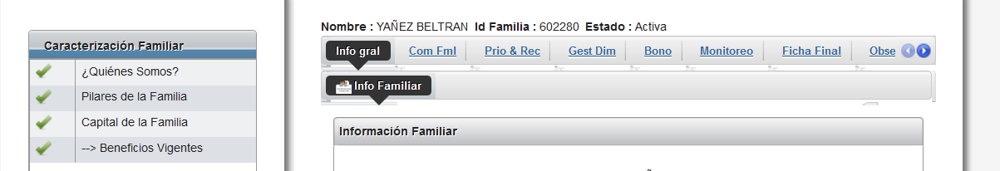 Caracterización Familiar
¿Quiénes Somos?
Pilares de la Familia
Capital de la Familia
--> Beneficios Vigentes
Nombre : YAÑEZ BELTRAN Id Familia : 602280 Estado : Activa
Info gral Com Fml Prio & Rec Gest Dim Bono Monitoreo Ficha Final Obse
Info Familiar
Información Familiar